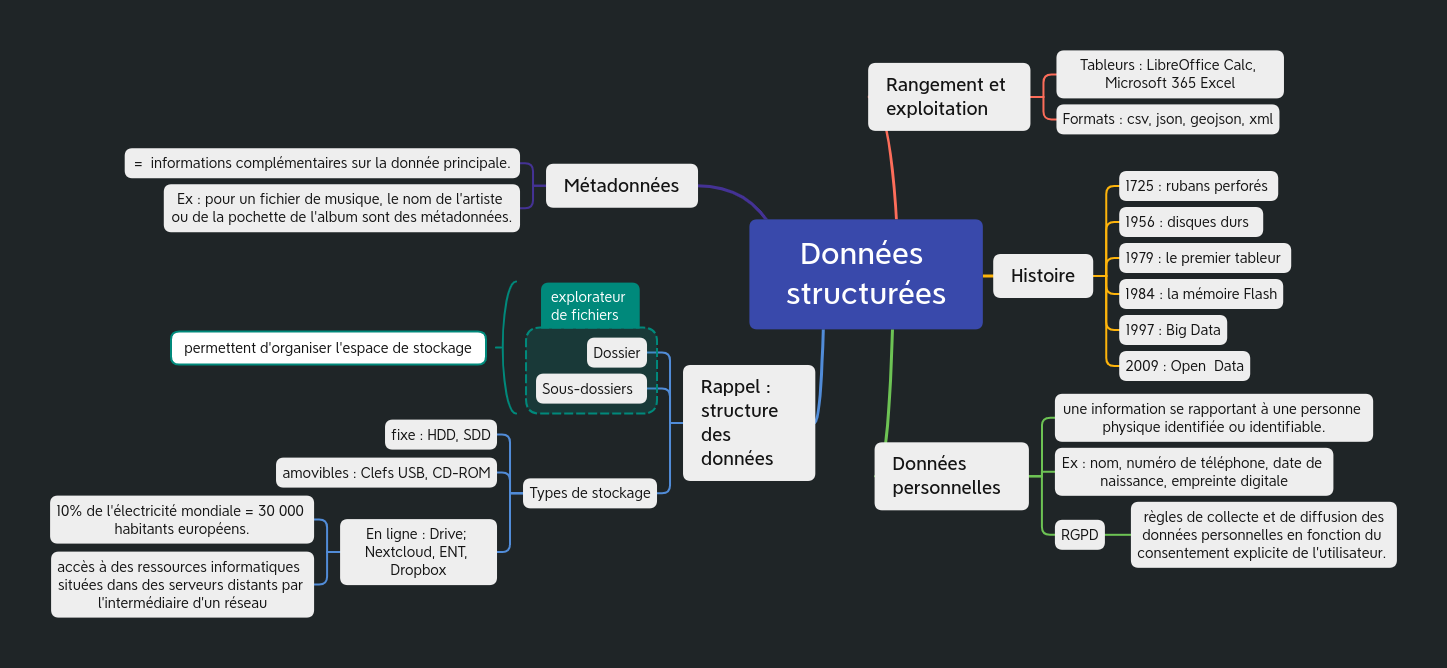 Données
structurées
Rangement et
exploitation
Tableurs : LibreOffice Calc,
Microsoft 365 Excel
Formats : csv, json, geojson, xml
Histoire
1725 : rubans perforés
1956 : disques durs
1979 : le premier tableur
1984 : la mémoire Flash
1997 : Big Data
2009 : Open  Data
Données
personnelles
une information se rapportant à une personne
physique identifiée ou identifiable.
Ex : nom, numéro de téléphone, date de
naissance, empreinte digitale
RGPD
règles de collecte et de diffusion des
données personnelles en fonction du
consentement explicite de l'utilisateur.
Rappel :
structure
des
données
explorateur
de fichiers
Dossier
Sous-dossiers
permettent d'organiser l'espace de stockage
Types de stockage
fixe : HDD, SDD
amovibles : Clefs USB, CD-ROM
En ligne : Drive;
Nextcloud, ENT,
Dropbox
10% de l'électricité mondiale = 30 000
habitants européens.
accès à des ressources informatiques
situées dans des serveurs distants par
l'intermédiaire d'un réseau
Métadonnées
=  informations complémentaires sur la donnée principale.
Ex : pour un fichier de musique, le nom de l'artiste
ou de la pochette de l'album sont des métadonnées.